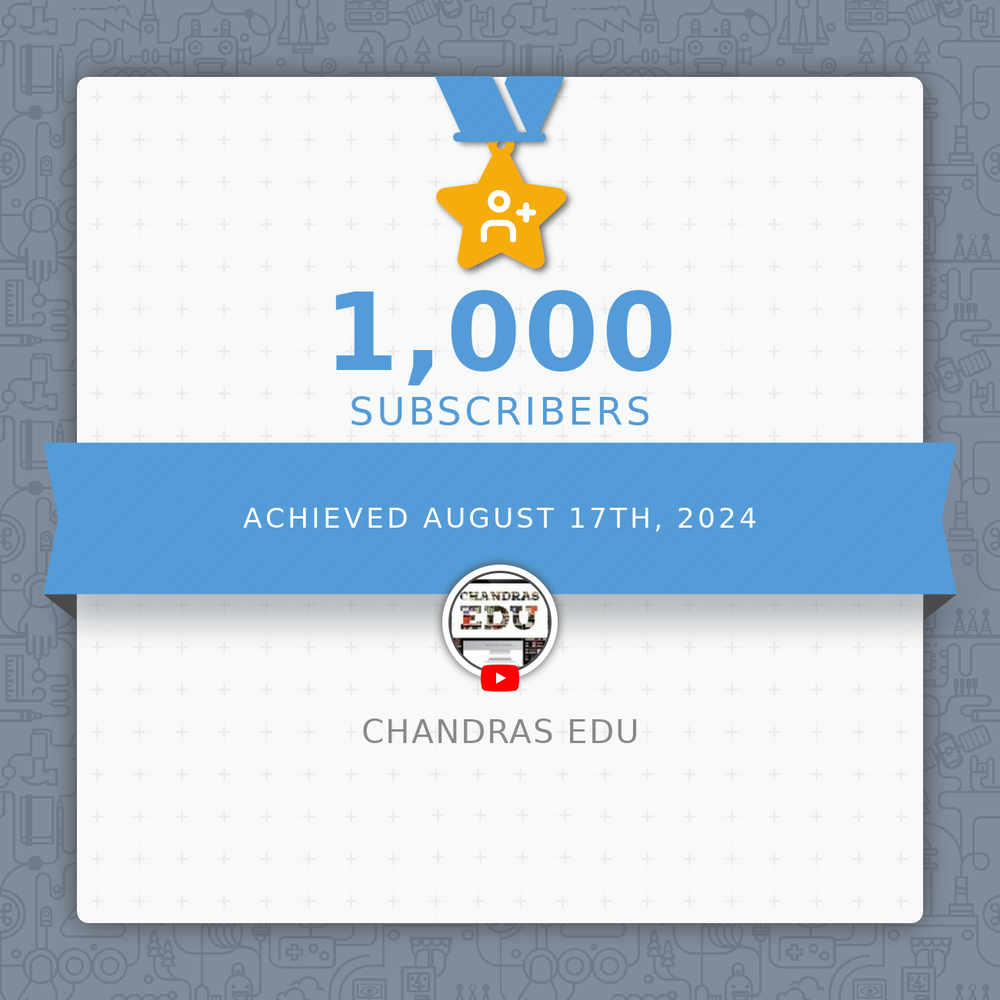 1,000
SUBSCRIBERS
ACHIEVED AUGUST 17TH, 2024
CHANDRAS
EDU
CHANDRAS EDU